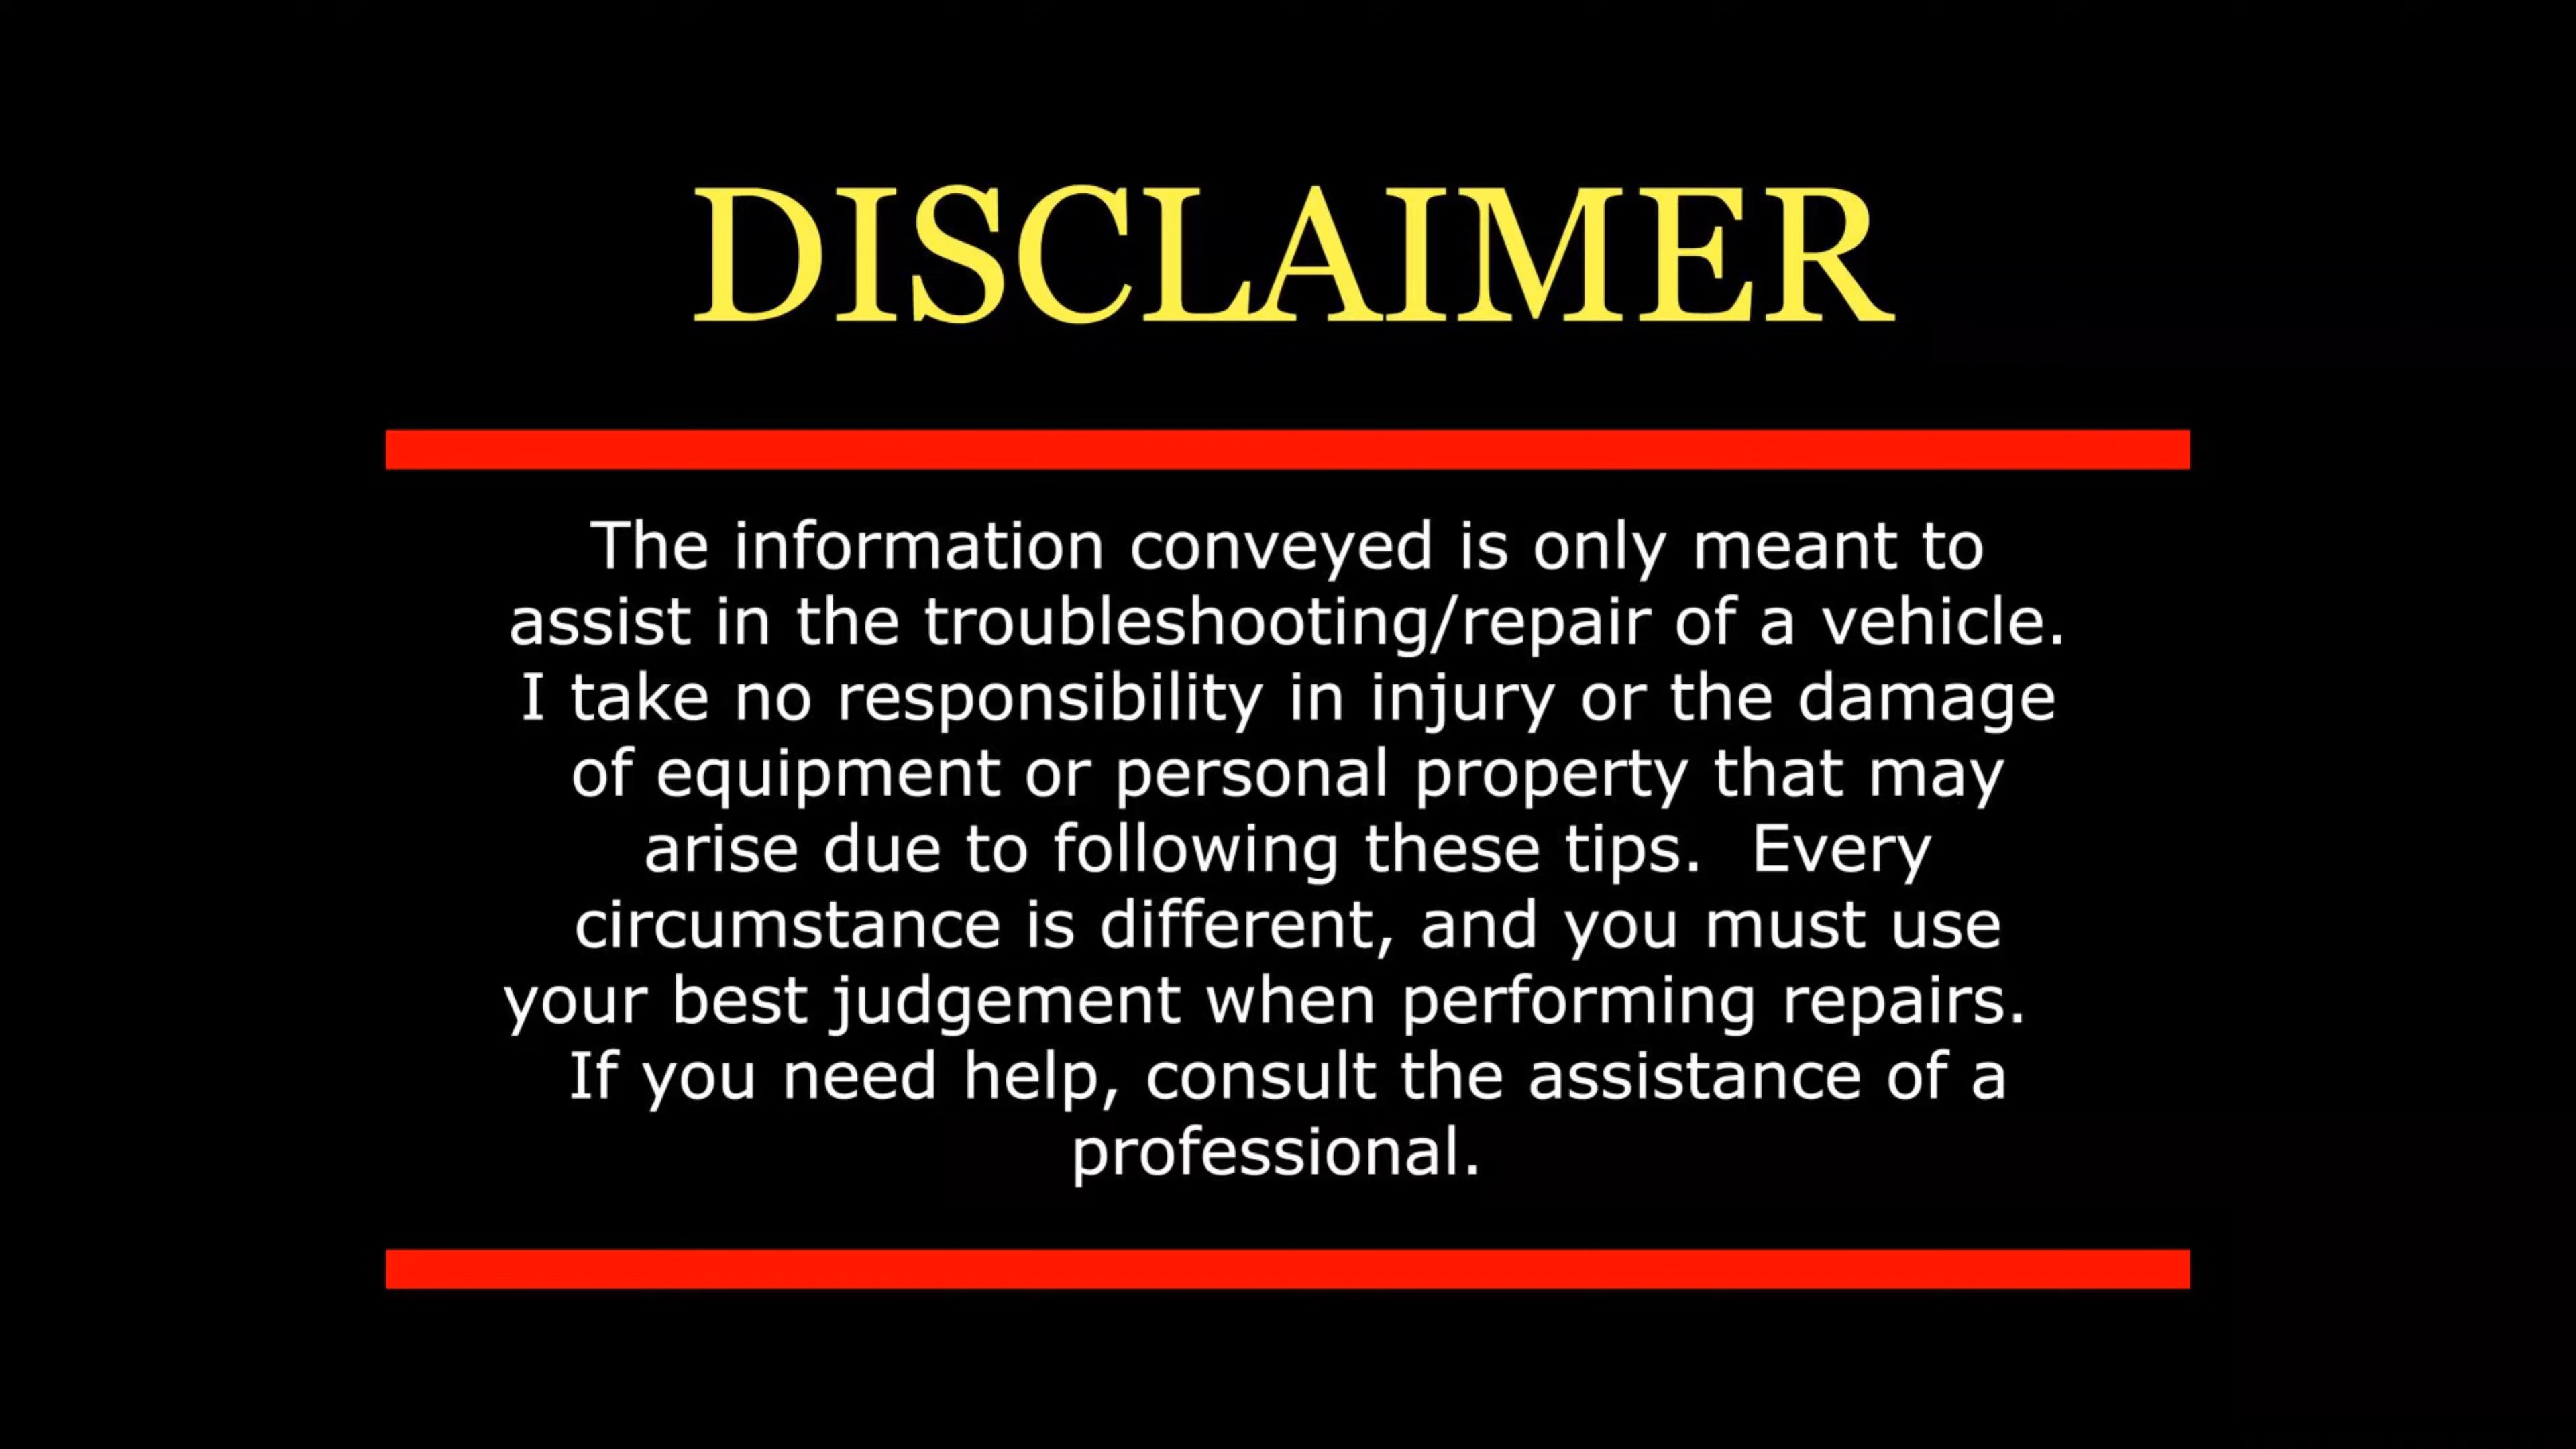 DISCLAIMER
The information conveyed is only meant to
assist in the troubleshooting/repair of a vehicle.
I take no responsibility in injury or the damage
of equipment or personal property that may
arise due to following these tips.  Every
circumstance is different, and you must use
your best judgement when performing repairs.
If you need help, consult the assistance of a
professional.